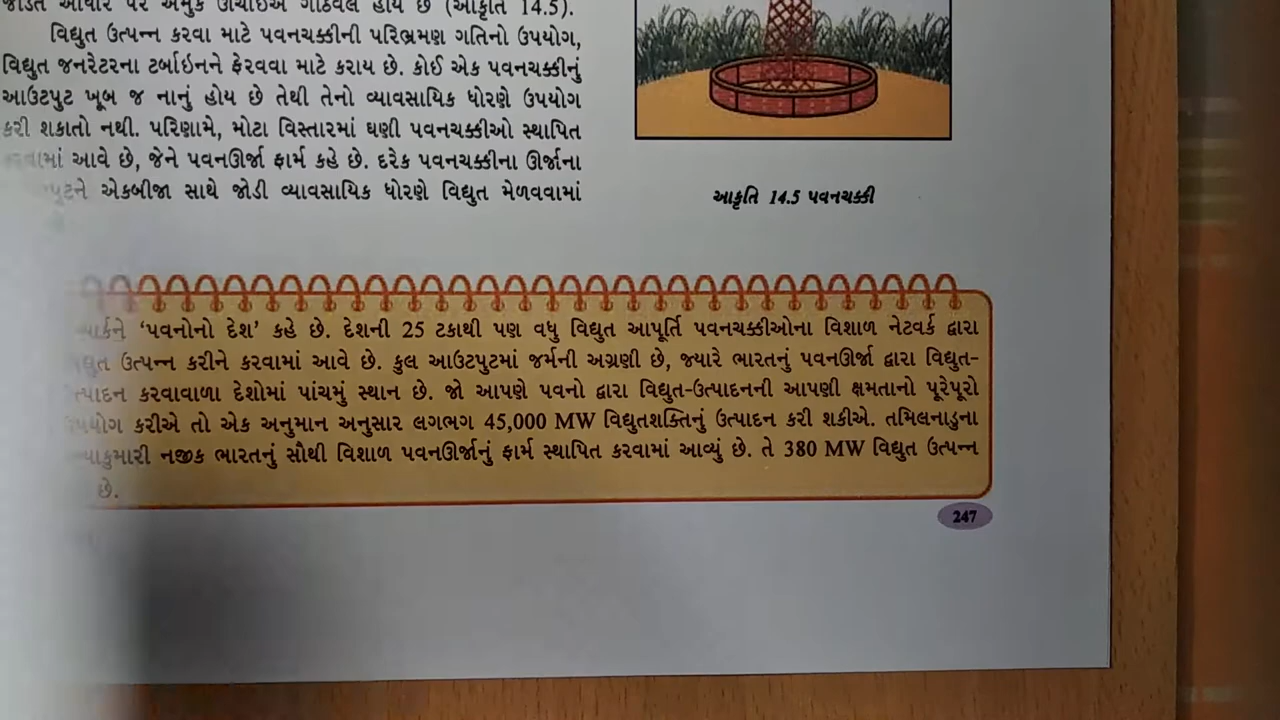 વિદ્યુત ઉત્પન્ન કરવા માટે પવનચક્કીની પરિભ્રમણ ગતિનો ઉપયોગ,
વિદ્યુત જનરેટરના ટર્બાઇનને ફેરવવા માટે કરાય છે. કોઈ એક પવનચક્કીનું
આઉટપુટ ખૂબ જ નાનું હોય છે તેથી તેનો વ્યાવસાયિક ધોરણે ઉપયોગ
કરી શકાતો નથી. પરિણામે, મોટા વિસ્તારમાં ઘણી પવનચક્કીઓ સ્થાપિત
આવે છે, જેને પવનઊર્જા ફાર્મ કહે છે. દરેક પવનચક્કીના ઊર્જાના
એકબીજા સાથે જોડી વ્યાવસાયિક ધોરણે વિદ્યુત મેળવવામાં
આકૃતિ 14.5 પવનચક્કી
‘પવનોનો દેશ’ કહે છે. દેશની 25 ટકાથી પણ વધુ વિદ્યુત આપૂર્તિ પવનચક્કીઓના વિશાળ નેટવર્ક દ્વારા
ઉત્પન્ન કરીને કરવામાં આવે છે. કુલ આઉટપુટમાં જર્મની અગ્રણી છે, જ્યારે ભારતનું પવનઊર્જા દ્વારા વિદ્યુત-
કરવાવાળા દેશોમાં પાંચમું સ્થાન છે. જો આપણે પવનો દ્વારા વિદ્યુત-ઉત્પાદનની આપણી ક્ષમતાનો પૂરેપૂરો
કરીએ તો એક અનુમાન અનુસાર લગભગ 45,000 MW વિદ્યુતશક્તિનું ઉત્પાદન કરી શકીએ. તમિલનાડુના
નજીક ભારતનું સૌથી વિશાળ પવનઊર્જાનું ફાર્મ સ્થાપિત કરવામાં આવ્યું છે. તે 380 MW વિદ્યુત ઉત્પન્ન
છે.
247